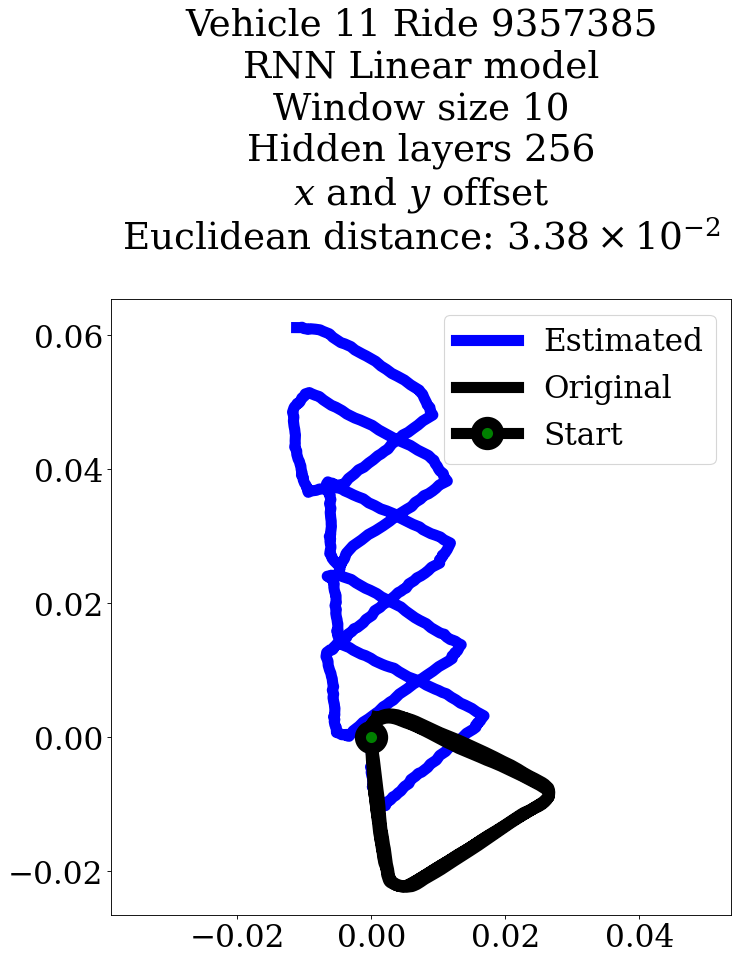 Vehicle 11 Ride 9357385
RNN Linear model
Window size 10
Hidden layers 256
x and y offset
Euclidean distance: 3.38 × 10⁻²
Estimated
Original
Start
0.06
0.04
0.02
0.00
−0.02
−0.02 0.00 0.02 0.04